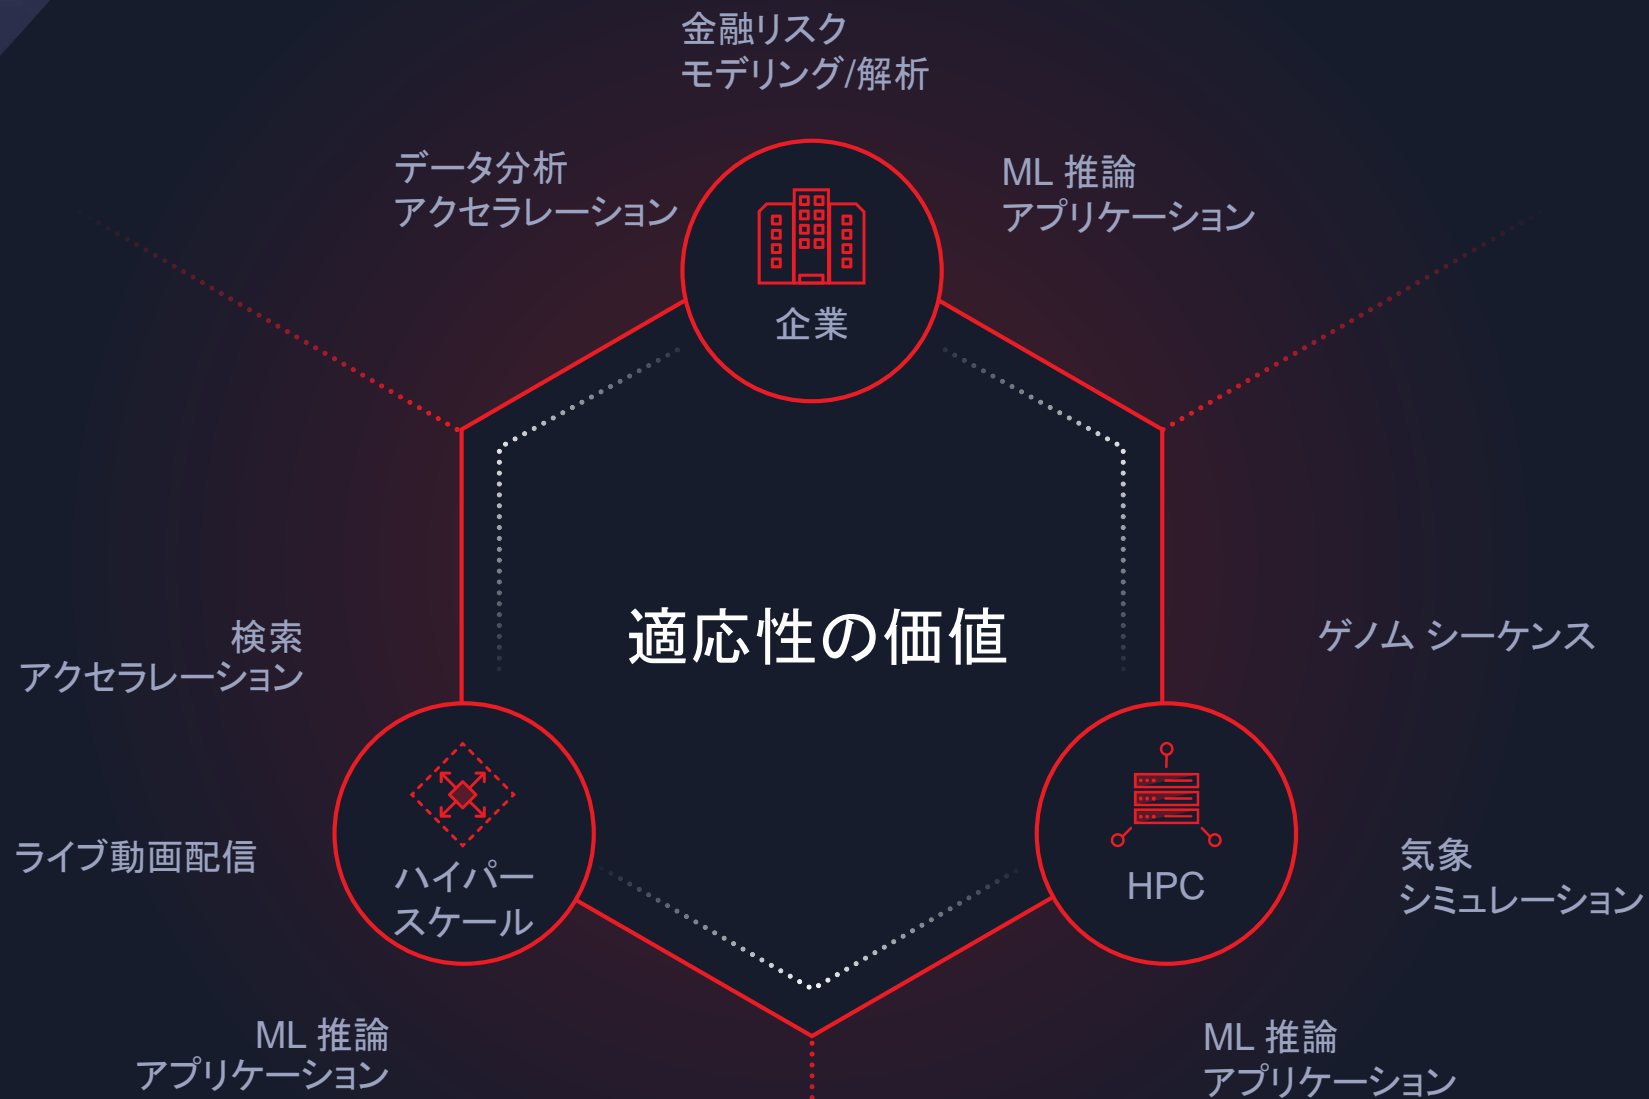 金融リスク
モデリング/解析
データ分析
アクセラレーション
ML 推論
アプリケーション
企業
適応性の価値
検索
アクセラレーション
ライブ動画配信
ハイパー
スケール
ML 推論
アプリケーション
ゲノム シーケンス
HPC
気象
シミュレーション
ML 推論
アプリケーション